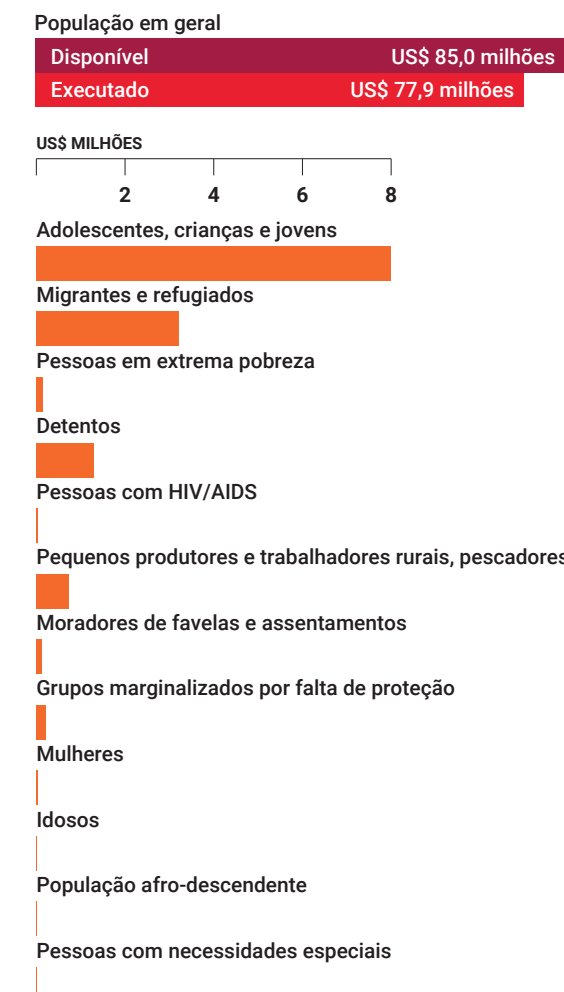 População em geral
Disponível US$ 85,0 milhões
Executado US$ 77,9 milhões
US$ MILHÕES
2 4 6 8
Adolescentes, crianças e jovens
Migrantes e refugiados
Pessoas em extrema pobreza
Detentos
Pessoas com HIV/AIDS
Pequenos produtores e trabalhadores rurais, pescadores
Moradores de favelas e assentamentos
Grupos marginalizados por falta de proteção
Mulheres
Idosos
População afro-descendente
Pessoas com necessidades especiais